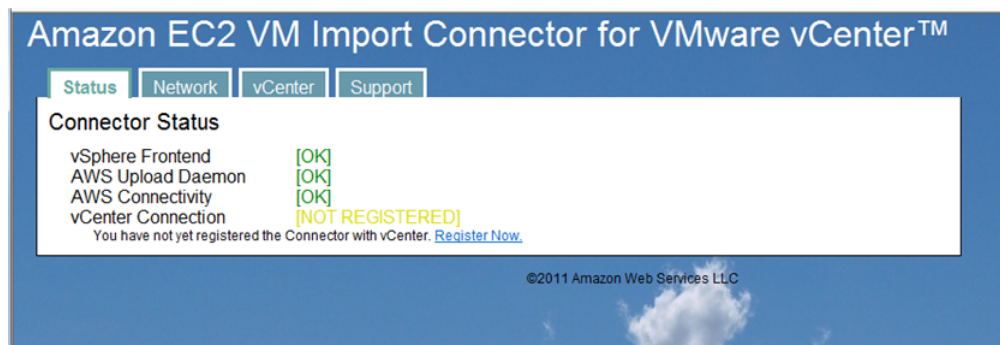 Amazon EC2 VM Import Connector for VMware vCenter™
Status Network vCenter Support
Connector Status
vSphere Frontend [OK]
AWS Upload Daemon [OK]
AWS Connectivity [OK]
vCenter Connection [NOT REGISTERED]
You have not yet registered the Connector with vCenter. Register Now.
©2011 Amazon Web Services LLC